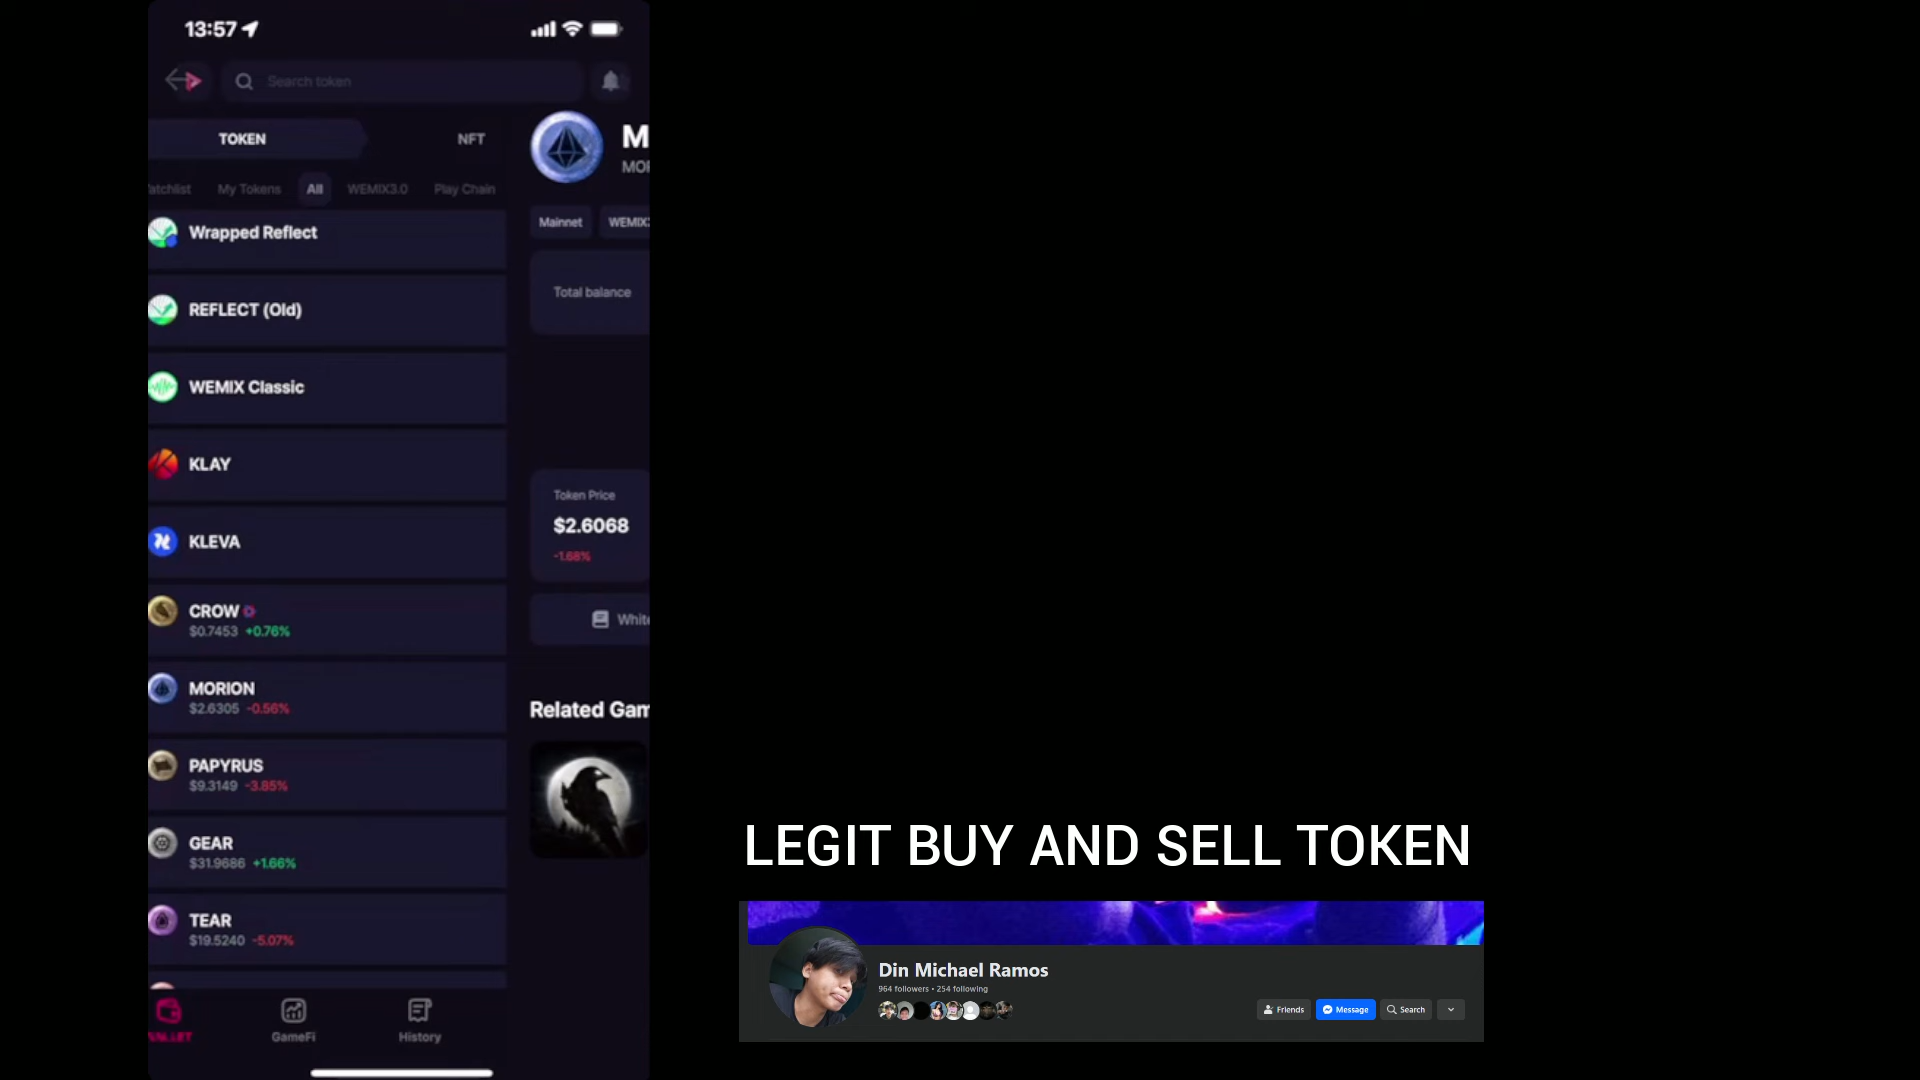 13:57
Search token
TOKEN
NFT
atchlist
My Tokens
All
WEMIX3.0
Play Chain
Wrapped Reflect
REFLECT (Old)
WEMIX Classic
KLAY
KLEVA
CROW
$0.7453 +0.76%
MORION
$2.6305 -0.56%
PAPYRUS
$9.3149 -3.85%
GEAR
$31.9686 +1.66%
TEAR
$19.5240 -5.07%
WALLET
GameFi
History
M
MOR
Mainnet
WEMIX
Total balance
Token Price
$2.6068
-1.68%
White
Related Gam
LEGIT BUY AND SELL TOKEN
Din Michael Ramos
964 followers • 254 following
Friends
Message
Search